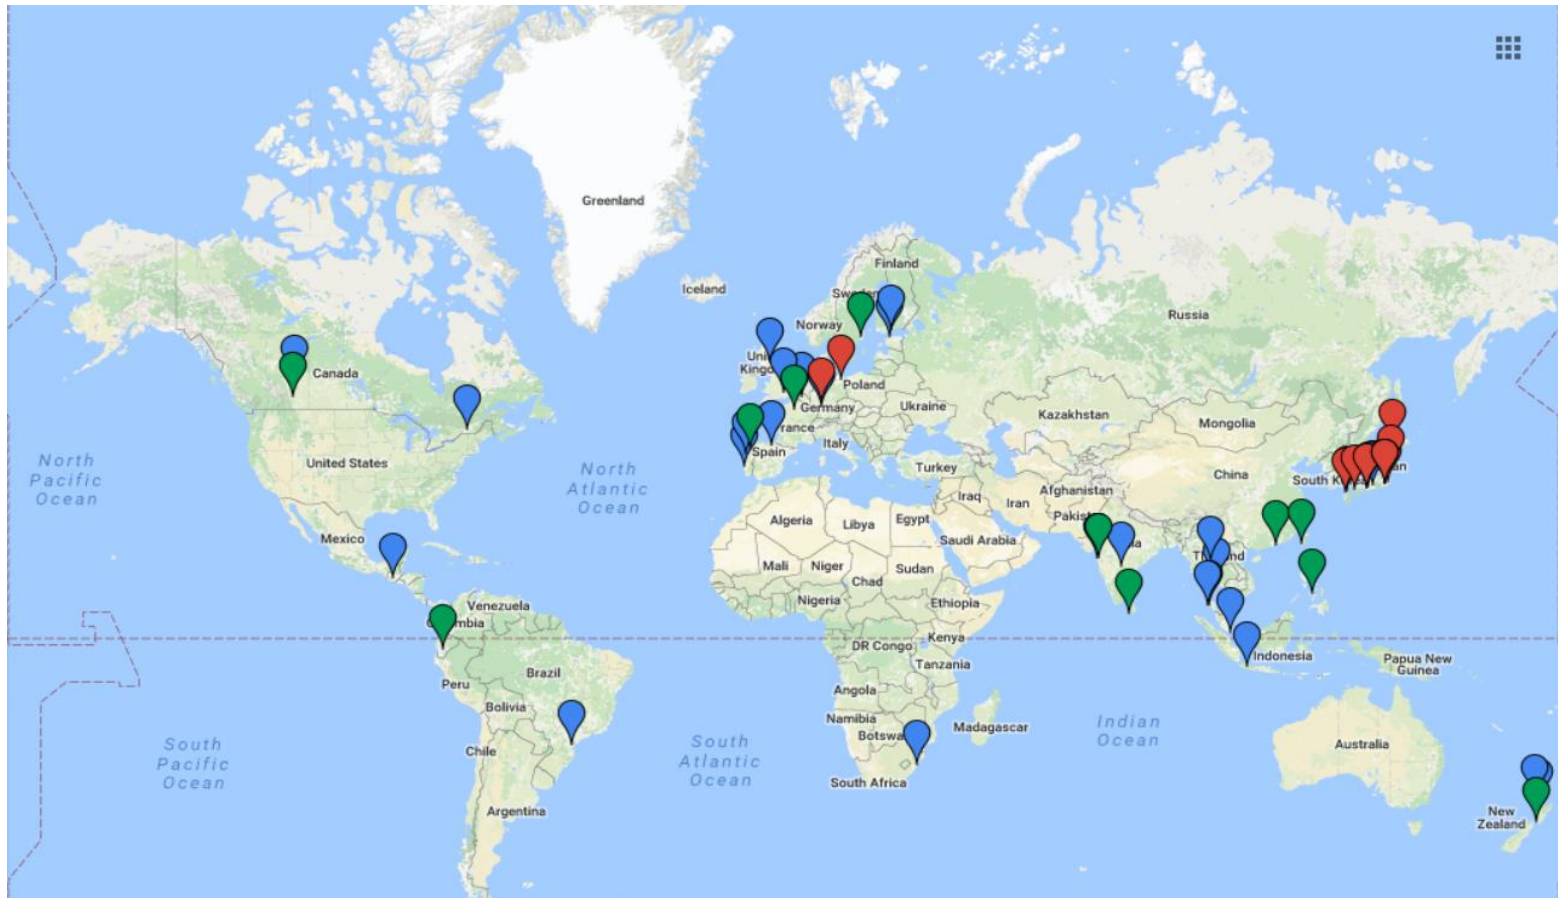 Greenland
Iceland
Finland
Norway
Russia
Canada
Poland
Germany
Ukraine
Kazakhstan
Mongolia
Spain
Italy
United States
Turkey
China
North
Pacific
Ocean
North
Atlantic
Ocean
Iraq
Iran
Afghanistan
Algeria
Libya
Egypt
Saudi Arabia
Mexico
Mali
Niger
Chad
Sudan
Nigeria
Ethiopia
Venezuela
DR Congo
Kenya
Tanzania
Indonesia
Papua New
Guinea
Brazil
Peru
Bolivia
Angola
Namibia
Madagascar
Indian
Ocean
South
Pacific
Ocean
South
Atlantic
Ocean
Chile
Australia
South Africa
Argentina
New
Zealand